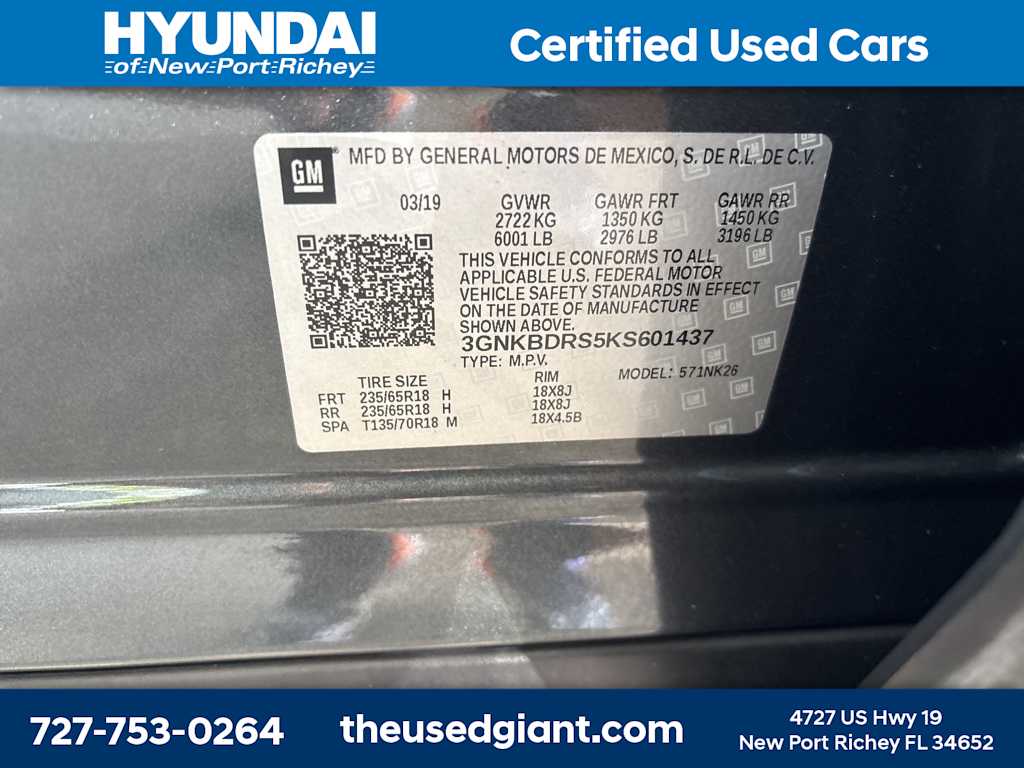 HYUNDAI
of New Port Richey
Certified Used Cars
GM
MFD BY GENERAL MOTORS DE MEXICO, S. DE R.L. DE C.V.
03/19 GVWR GAWR FRT GAWR RR
2722 KG 1350 KG 1450 KG
6001 LB 2976 LB 3196 LB
THIS VEHICLE CONFORMS TO ALL
APPLICABLE U.S. FEDERAL MOTOR
VEHICLE SAFETY STANDARDS IN EFFECT
ON THE DATE OF MANUFACTURE
SHOWN ABOVE.
3GNKBDRS5KS601437
TYPE: M.P.V. MODEL: 571NK26
TIRE SIZE RIM
FRT 235/65R18 H 18X8J
RR 235/65R18 H 18X8J
SPA T135/70R18 M 18X4.5B
727-753-0264
theusedgiant.com
4727 US Hwy 19
New Port Richey FL 34652